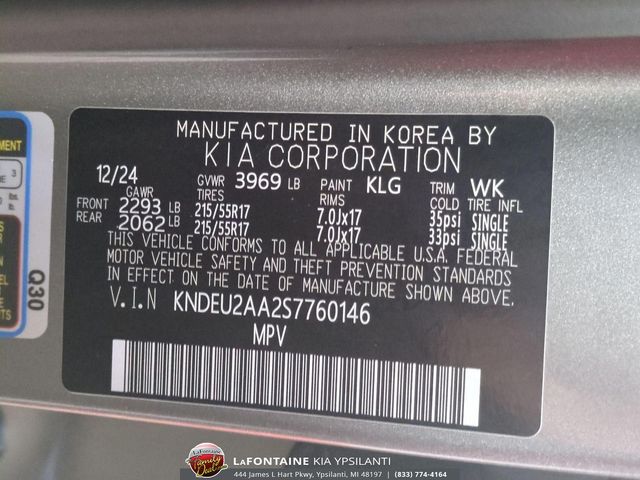 MANUFACTURED IN KOREA BY
KIA CORPORATION
12/24 GVWR 3969 LB PAINT KLG TRIM WK
GAWR TIRES RIMS COLD TIRE INFL
FRONT 2293 LB 215/55R17 7.0Jx17 35psi SINGLE
REAR 2062 LB 215/55R17 7.0Jx17 33psi SINGLE
THIS VEHICLE CONFORMS TO ALL APPLICABLE U.S.A. FEDERAL
MOTOR VEHICLE SAFETY AND THEFT PREVENTION STANDARDS
IN EFFECT ON THE DATE OF MANUFACTURE SHOWN ABOVE.
V.I.N KNDEU2AA2S7760146
MPV
Q30
3
LaFontaine
Family
Deal
LAFONTAINE KIA YPSILANTI
444 James L Hart Pkwy, Ypsilanti, MI 48197 | (833) 774-4164